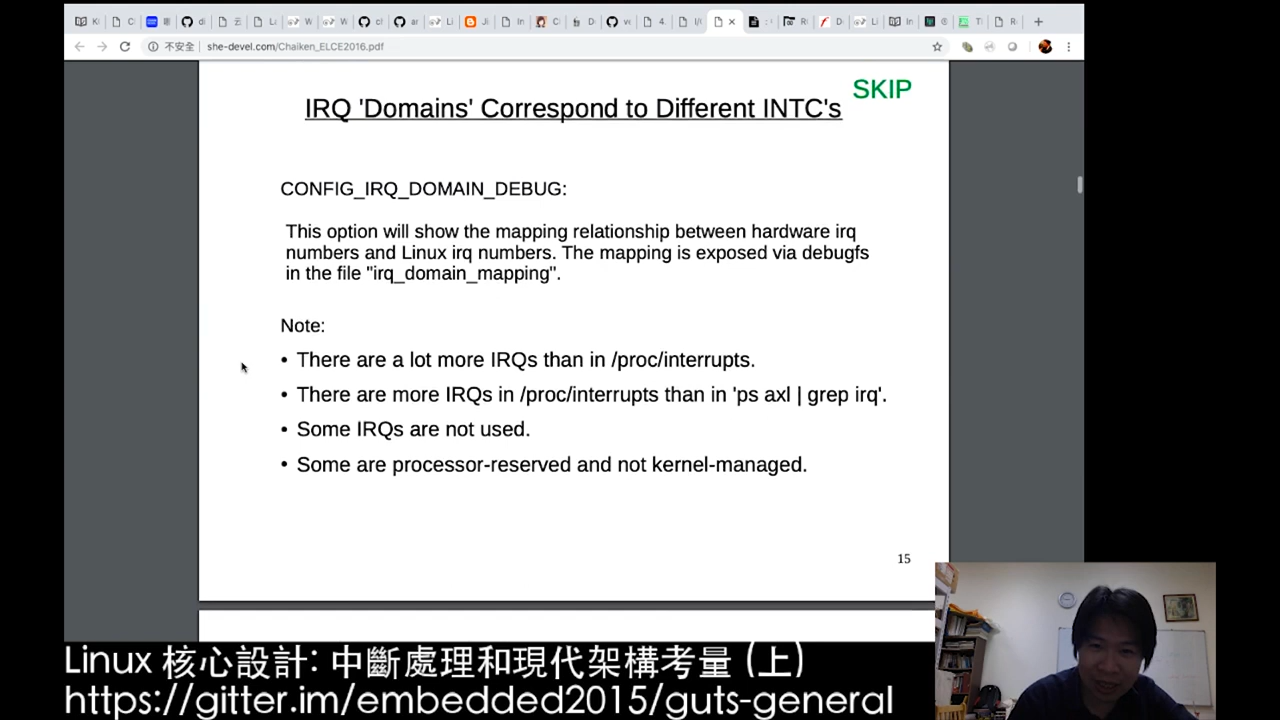 不安全
she-devel.com/Chaiken_ELCE2016.pdf
SKIP
IRQ 'Domains' Correspond to Different INTC's
CONFIG_IRQ_DOMAIN_DEBUG:
This option will show the mapping relationship between hardware irq
numbers and Linux irq numbers. The mapping is exposed via debugfs
in the file "irq_domain_mapping".
Note:
• There are a lot more IRQs than in /proc/interrupts.
• There are more IRQs in /proc/interrupts than in 'ps axl | grep irq'.
• Some IRQs are not used.
• Some are processor-reserved and not kernel-managed.
15
Linux 核心設計: 中斷處理和現代架構考量 (上)
https://gitter.im/embedded2015/guts-general